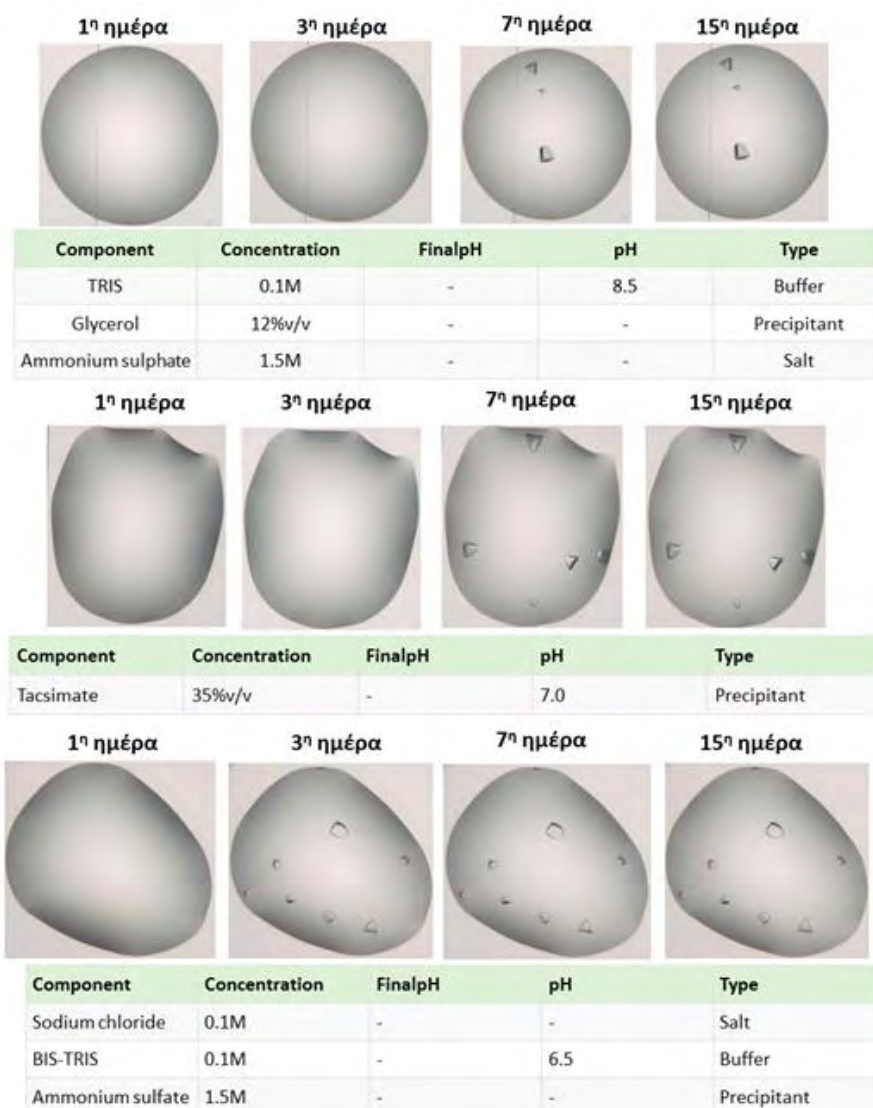 1η ημέρα 3η ημέρα 7η ημέρα 15η ημέρα
Component Concentration FinalpH pH Type
TRIS 0.1M - 8.5 Buffer
Glycerol 12%v/v - - Precipitant
Ammonium sulphate 1.5M - - Salt
1η ημέρα 3η ημέρα 7η ημέρα 15η ημέρα
Component Concentration FinalpH pH Type
Tacsimate 35%v/v - 7.0 Precipitant
1η ημέρα 3η ημέρα 7η ημέρα 15η ημέρα
Component Concentration FinalpH pH Type
Sodium chloride 0.1M - - Salt
BIS-TRIS 0.1M - 6.5 Buffer
Ammonium sulfate 1.5M - - Precipitant